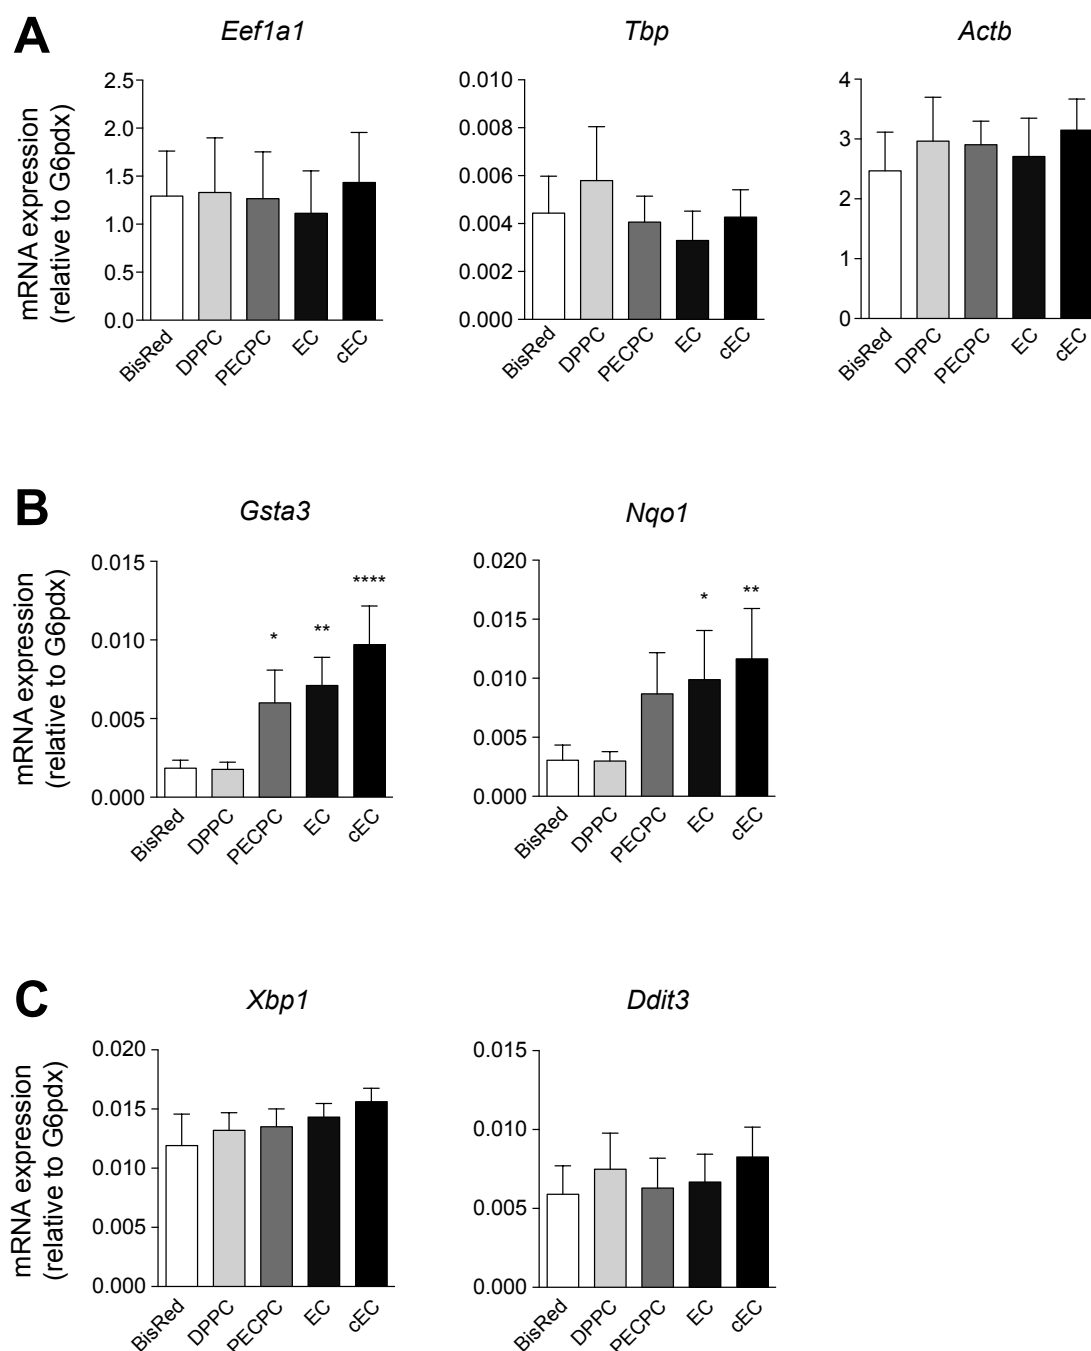 A
Eef1a1
Tbp
Actb
mRNA expression
(relative to G6pdx)
2.5
2.0
1.5
1.0
0.5
0.0
BisRed
DPPC
PECPC
EC
cEC
0.010
0.008
0.006
0.004
0.002
0.000
BisRed
DPPC
PECPC
EC
cEC
4
3
2
1
0
BisRed
DPPC
PECPC
EC
cEC
B
Gsta3
Nqo1
mRNA expression
(relative to G6pdx)
0.015
0.010
0.005
0.000
*
**
****
BisRed
DPPC
PECPC
EC
cEC
0.020
0.015
0.010
0.005
0.000
*
**
BisRed
DPPC
PECPC
EC
cEC
C
Xbp1
Ddit3
mRNA expression
(relative to G6pdx)
0.020
0.015
0.010
0.005
0.000
BisRed
DPPC
PECPC
EC
cEC
0.015
0.010
0.005
0.000
BisRed
DPPC
PECPC
EC
cEC